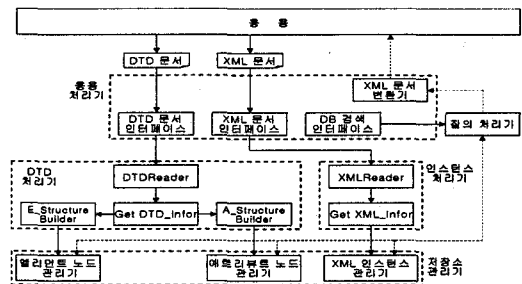 응 용
DTD 문서
XML 문서
응용
처리기
XML 문서
변환기
DTD 문서
인터페이스
XML 문서
인터페이스
DB 검색
인터페이스
질의 처리기
DTD
처리기
DTDReader
XMLReader
인스턴스
처리기
E_Structure
Builder
Get DTD_infor
A_Structure
Builder
Get XML_infor
엘리먼트 노드
관리기
애트리뷰트 노드
관리기
XML 인스턴스
관리기
저장소
관리기